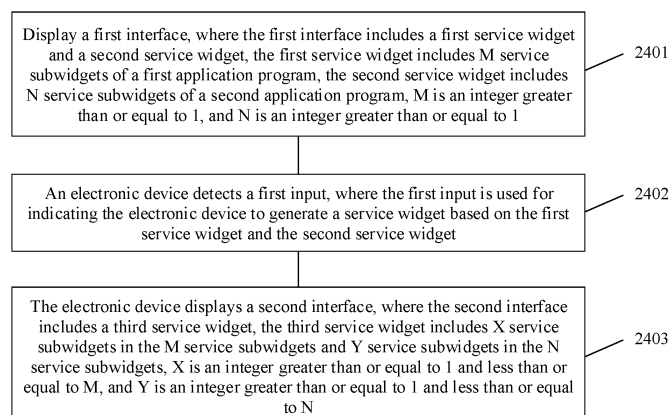 Display a first interface, where the first interface includes a first service widget
and a second service widget, the first service widget includes M service
subwidgets of a first application program, the second service widget includes
N service subwidgets of a second application program, M is an integer greater
than or equal to 1, and N is an integer greater than or equal to 1
2401
An electronic device detects a first input, where the first input is used for
indicating the electronic device to generate a service widget based on the first
service widget and the second service widget
2402
The electronic device displays a second interface, where the second interface
includes a third service widget, the third service widget includes X service
subwidgets in the M service subwidgets and Y service subwidgets in the N
service subwidgets, X is an integer greater than or equal to 1 and less than or
equal to M, and Y is an integer greater than or equal to 1 and less than or equal
to N
2403